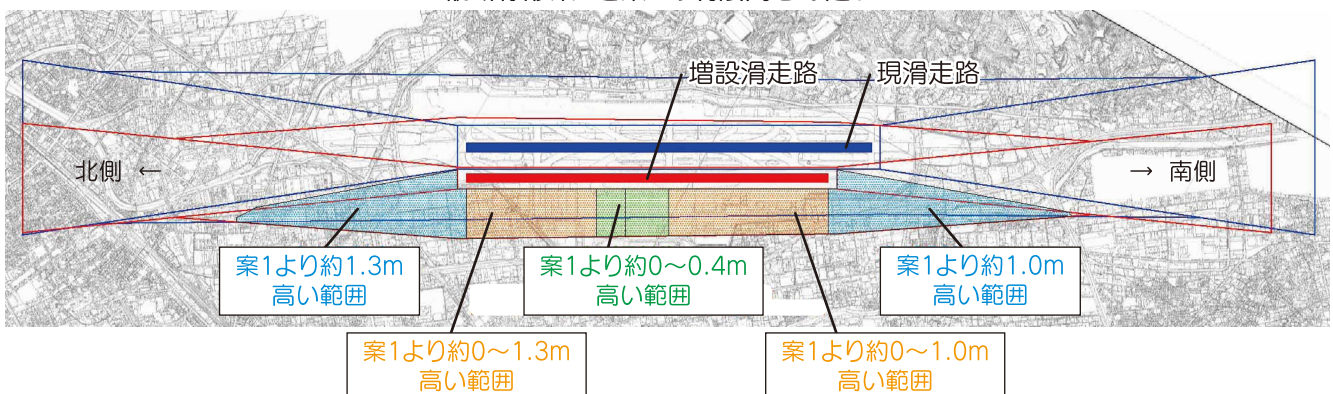 増設滑走路
現滑走路
北側 ←
→ 南側
案1より約1.3m
高い範囲
案1より約0～0.4m
高い範囲
案1より約1.0m
高い範囲
案1より約0～1.3m
高い範囲
案1より約0～1.0m
高い範囲